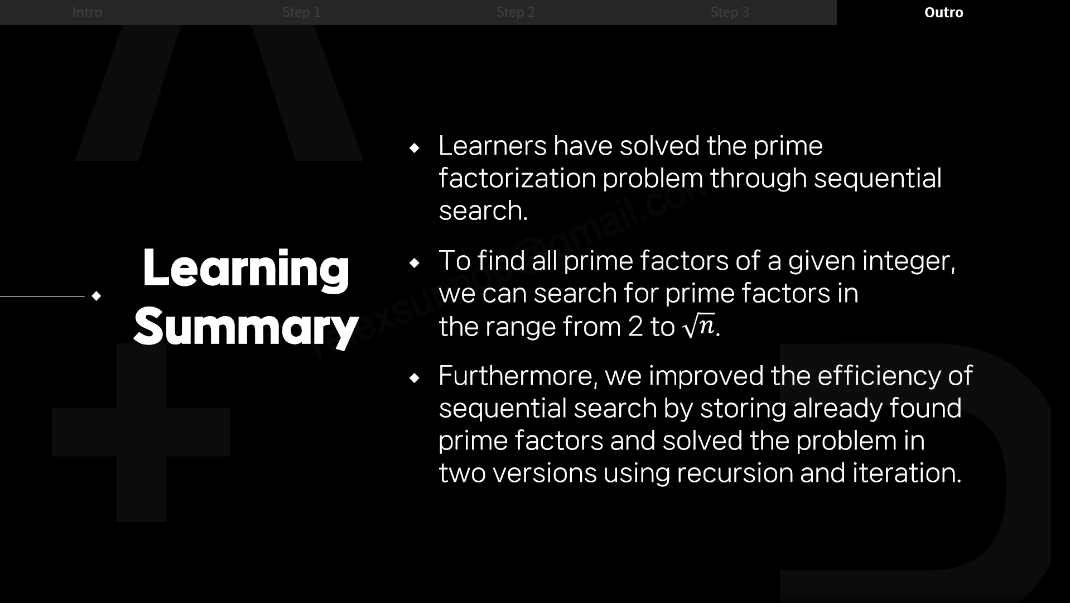 Intro Step 1 Step 2 Step 3 Outro
Learning
Summary
Learners have solved the prime
factorization problem through sequential
search.
To find all prime factors of a given integer,
we can search for prime factors in
the range from 2 to √n.
Furthermore, we improved the efficiency of
sequential search by storing already found
prime factors and solved the problem in
two versions using recursion and iteration.